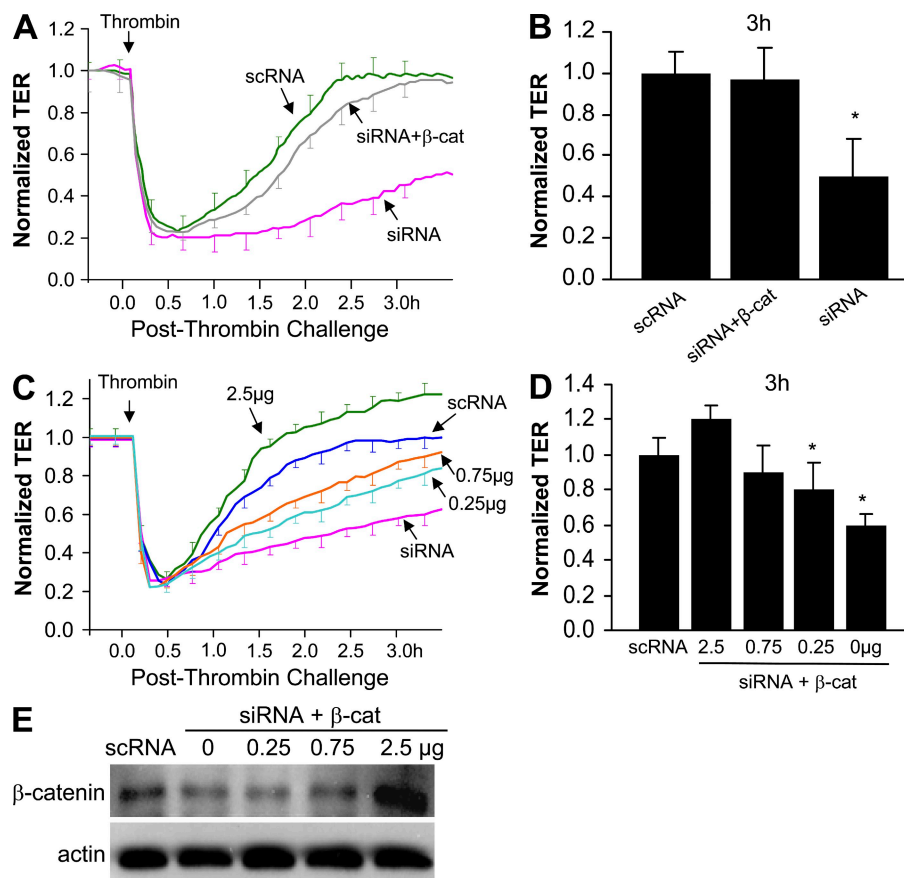 A
Thrombin
Normalized TER
1.2
1.0
0.8
0.6
0.4
0.2
0.0
scRNA
siRNA+β-cat
siRNA
0.0 0.5 1.0 1.5 2.0 2.5 3.0h
Post-Thrombin Challenge
B
3h
Normalized TER
1.2
1.0
0.8
0.6
0.4
0.2
0.0
*
scRNA siRNA+β-cat siRNA
C
Thrombin
Normalized TER
1.2
1.0
0.8
0.6
0.4
0.2
0.0
2.5μg
scRNA
0.75μg
0.25μg
siRNA
0.0 0.5 1.0 1.5 2.0 2.5 3.0h
Post-Thrombin Challenge
D
3h
Normalized TER
1.4
1.2
1.0
0.8
0.6
0.4
0.2
0.0
* *
scRNA 2.5 0.75 0.25 0μg
siRNA + β-cat
E
siRNA + β-cat
scRNA 0 0.25 0.75 2.5 μg
β-catenin
actin